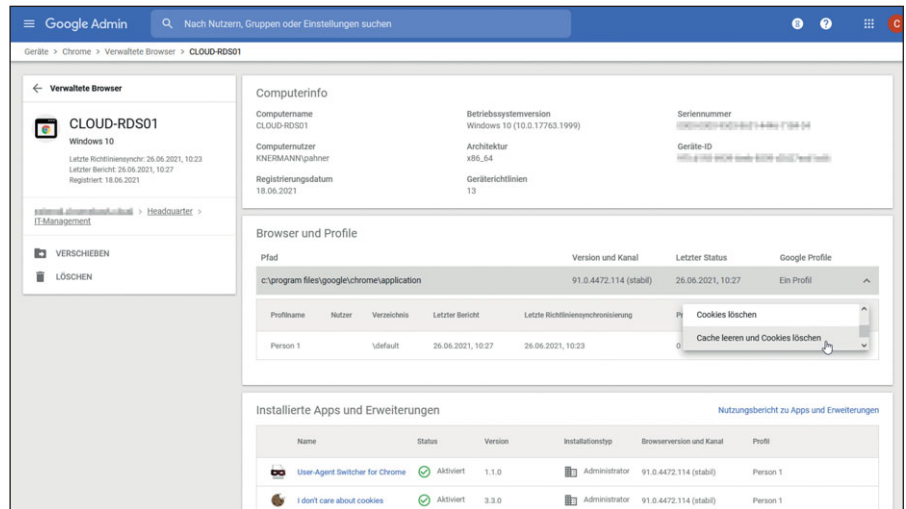 Google Admin
Nach Nutzern, Gruppen oder Einstellungen suchen
C
Geräte > Chrome > Verwaltete Browser > CLOUD-RDS01
Verwaltete Browser
CLOUD-RDS01
Windows 10
Letzte Richtliniensynchr: 26.06.2021, 10:23
Letzter Bericht: 26.06.2021, 10:27
Registriert: 18.06.2021
> Headquarter >
IT-Management
VERSCHIEBEN
LÖSCHEN
Computerinfo
Computername
CLOUD-RDS01
Betriebssystemversion
Windows 10 (10.0.17763.1999)
Seriennummer
Computernutzer
KNERMANN\pahner
Architektur
x86_64
Geräte-ID
Registrierungsdatum
18.06.2021
Geräterichtlinien
13
Browser und Profile
Pfad Version und Kanal Letzter Status Google Profile
c:\program files\google\chrome\application 91.0.4472.114 (stabil) 26.06.2021, 10:27 Ein Profil
Profilname Nutzer Verzeichnis Letzter Bericht Letzte Richtliniensynchronisierung
Cookies löschen
Person 1 \default 26.06.2021, 10:27 26.06.2021, 10:23
Cache leeren und Cookies löschen
Installierte Apps und Erweiterungen
Nutzungsbericht zu Apps und Erweiterungen
Name Status Version Installationstyp Browserversion und Kanal Profil
User-Agent Switcher for Chrome Aktiviert 1.1.0 Administrator 91.0.4472.114 (stabil) Person 1
I don't care about cookies Aktiviert 3.3.0 Administrator 91.0.4472.114 (stabil) Person 1